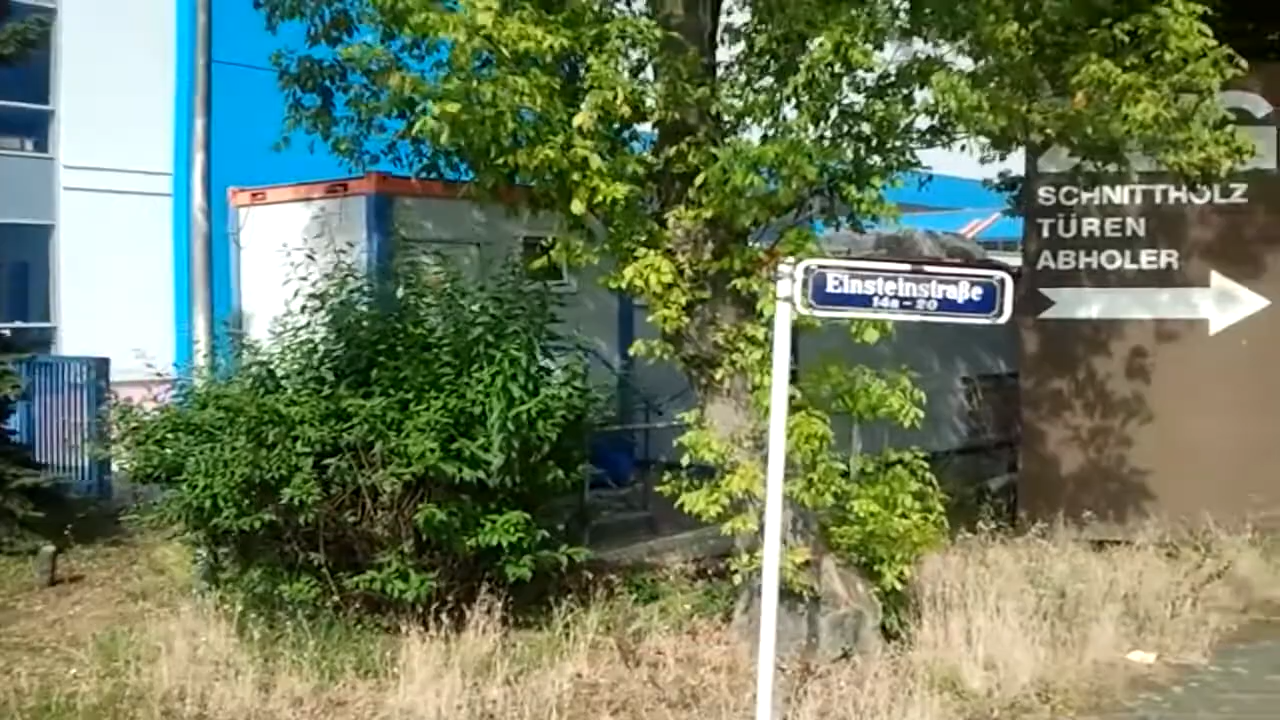 Einsteinstraße
14a - 20
SCHNITTHOLZ
TÜREN
ABHOLER